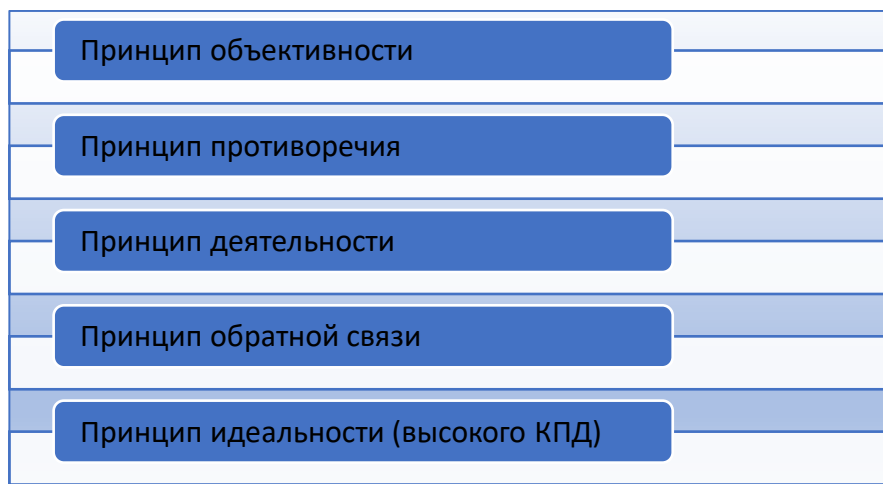 Принцип объективности
Принцип противоречия
Принцип деятельности
Принцип обратной связи
Принцип идеальности (высокого КПД)